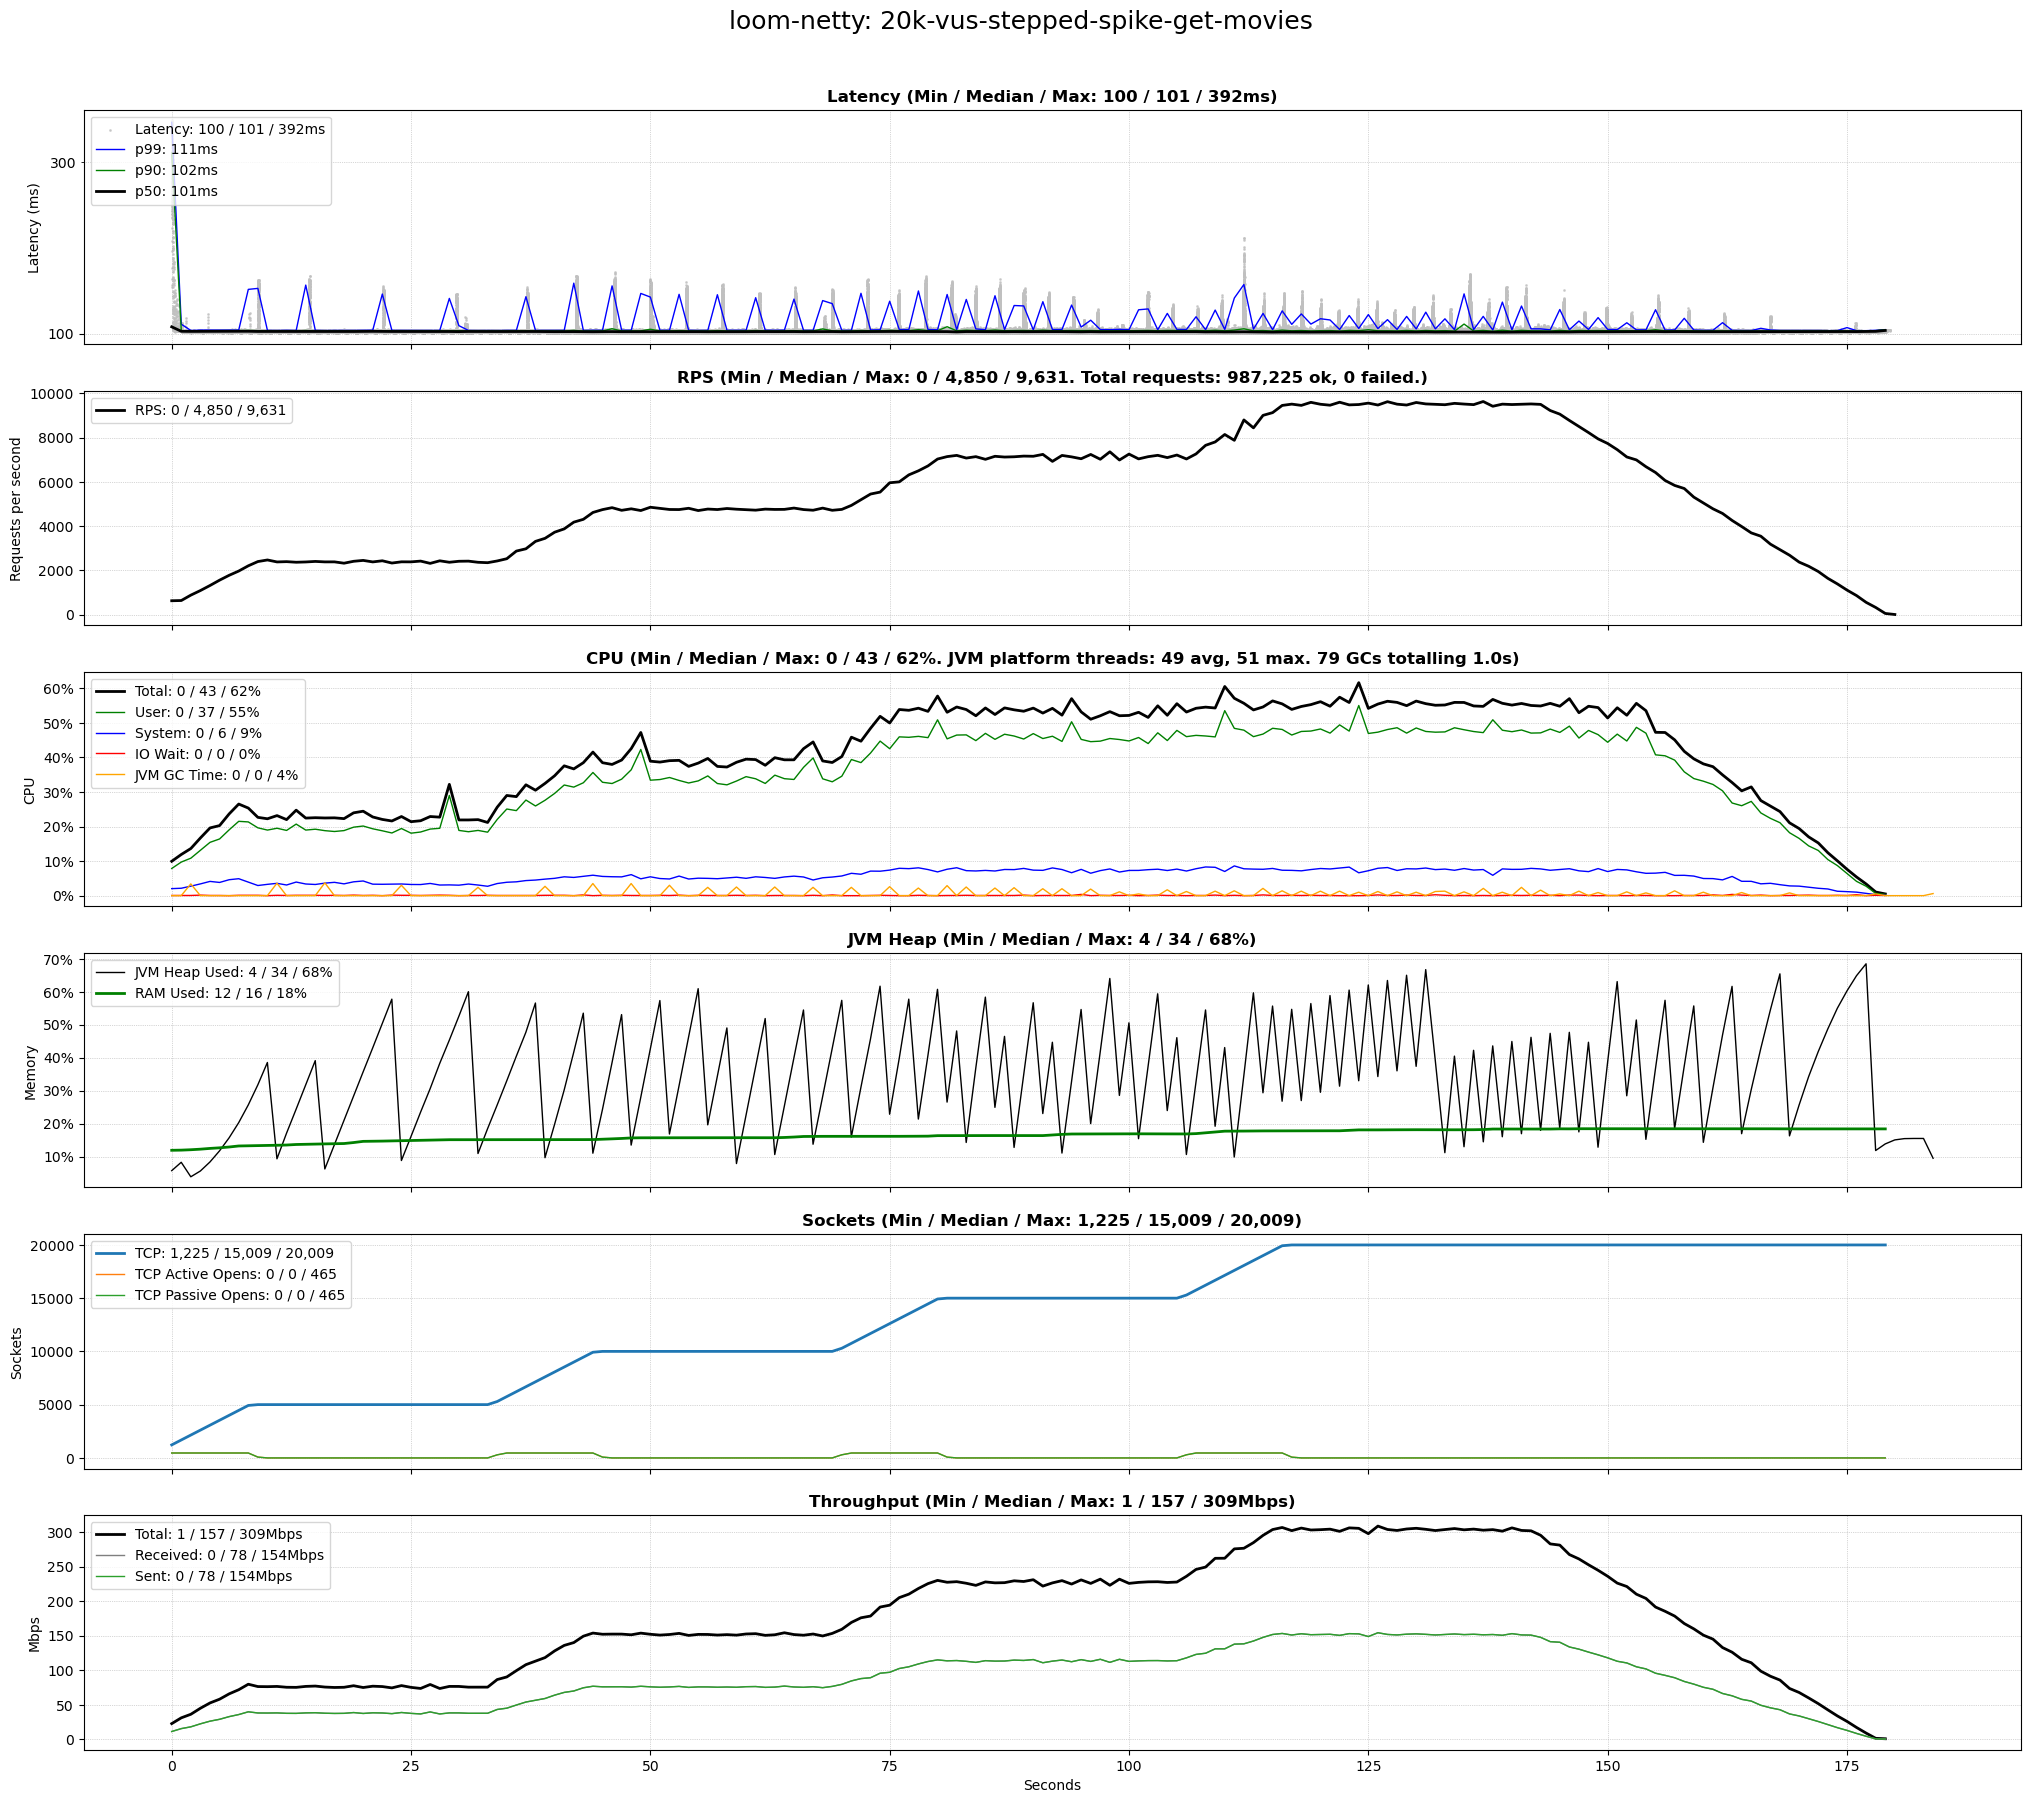 loom-netty: 20k-vus-stepped-spike-get-movies
Latency (Min / Median / Max: 100 / 101 / 392ms)
Latency: 100 / 101 / 392ms
p99: 111ms
p90: 102ms
p50: 101ms
300
100
Latency (ms)
RPS (Min / Median / Max: 0 / 4,850 / 9,631. Total requests: 987,225 ok, 0 failed.)
RPS: 0 / 4,850 / 9,631
10000
8000
6000
4000
2000
0
Requests per second
CPU (Min / Median / Max: 0 / 43 / 62%. JVM platform threads: 49 avg, 51 max. 79 GCs totalling 1.0s)
Total: 0 / 43 / 62%
User: 0 / 37 / 55%
System: 0 / 6 / 9%
IO Wait: 0 / 0 / 0%
JVM GC Time: 0 / 0 / 4%
60%
50%
40%
30%
20%
10%
0%
CPU
JVM Heap (Min / Median / Max: 4 / 34 / 68%)
JVM Heap Used: 4 / 34 / 68%
RAM Used: 12 / 16 / 18%
70%
60%
50%
40%
30%
20%
10%
Memory
Sockets (Min / Median / Max: 1,225 / 15,009 / 20,009)
TCP: 1,225 / 15,009 / 20,009
TCP Active Opens: 0 / 0 / 465
TCP Passive Opens: 0 / 0 / 465
20000
15000
10000
5000
0
Sockets
Throughput (Min / Median / Max: 1 / 157 / 309Mbps)
Total: 1 / 157 / 309Mbps
Received: 0 / 78 / 154Mbps
Sent: 0 / 78 / 154Mbps
300
250
200
150
100
50
0
Mbps
0 25 50 75 100 125 150 175
Seconds